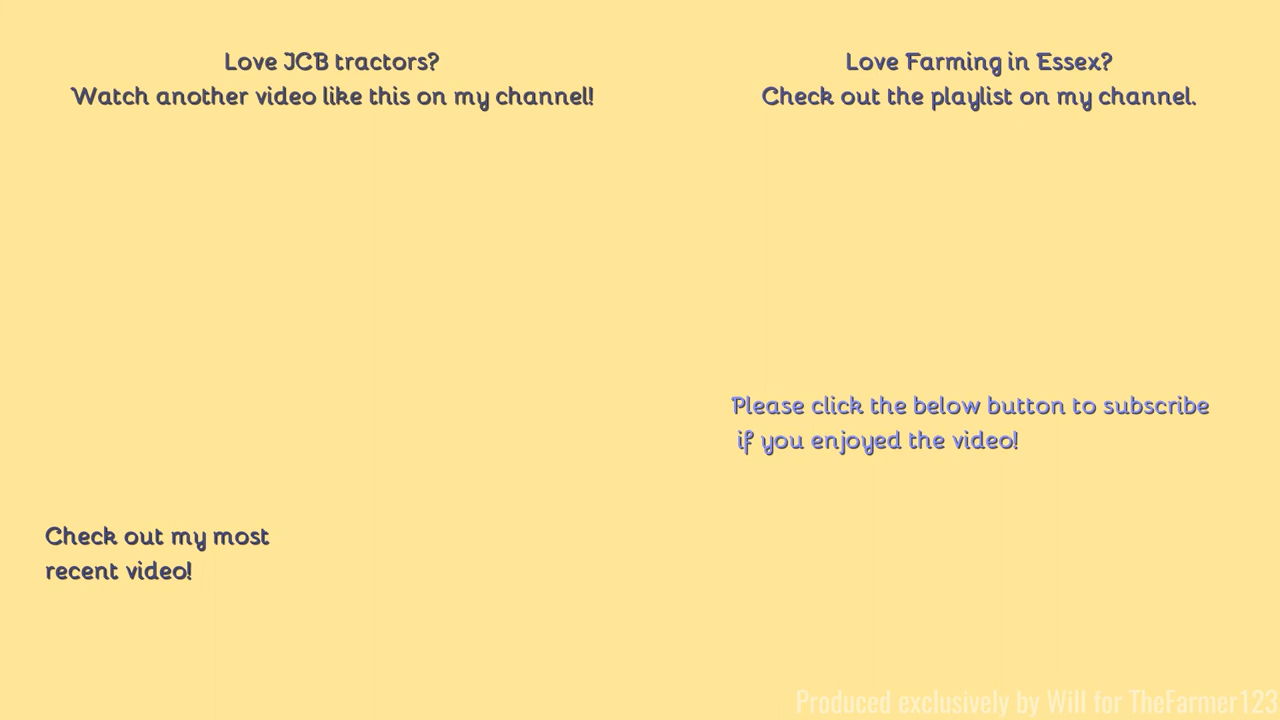 Love JCB tractors?
Watch another video like this on my channel!
Love Farming in Essex?
Check out the playlist on my channel.
Please click the below button to subscribe
if you enjoyed the video!
Check out my most
recent video!
Produced exclusively by Will for TheFarmer123